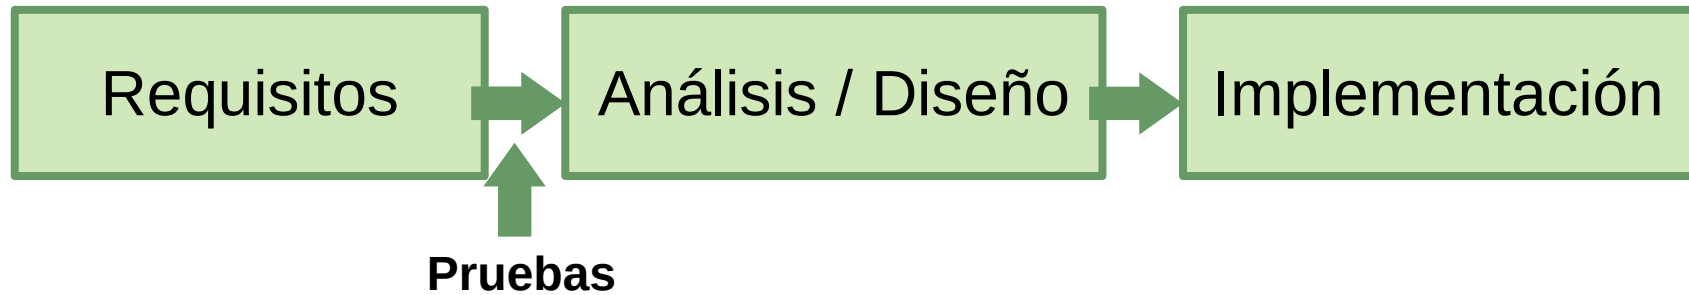 Requisitos
Análisis / Diseño
Implementación
Pruebas